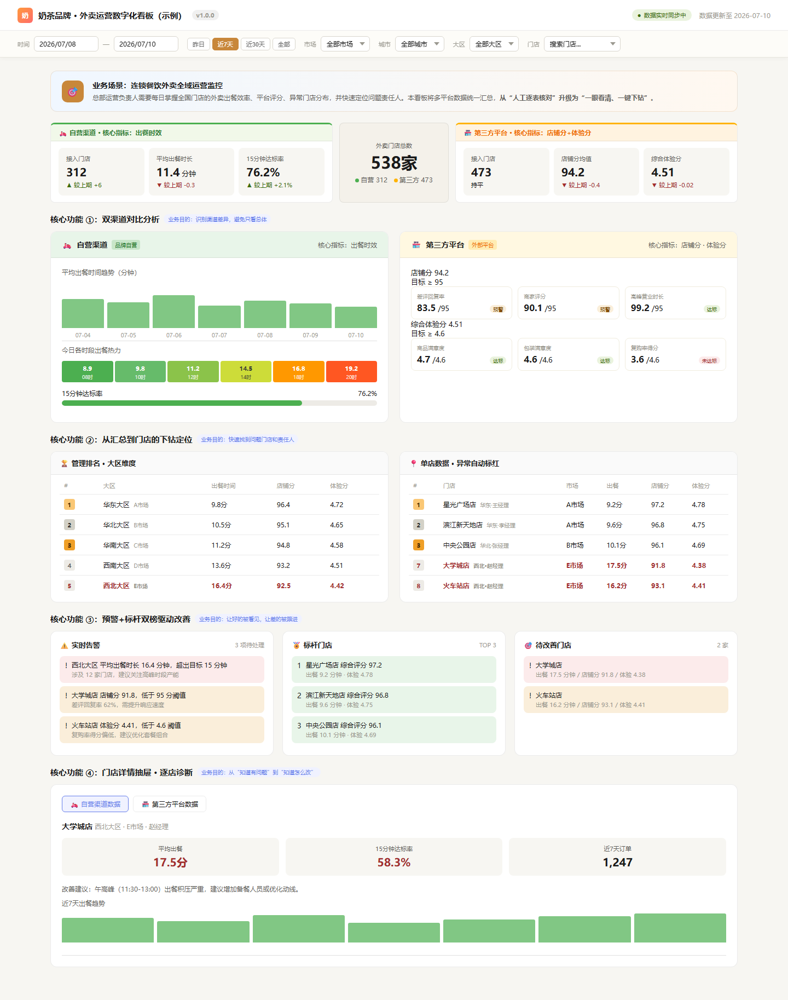 奶 奶茶品牌 • 外卖运营数字化看板（示例） v1.0.0 ● 数据实时同步中 数据更新至 2026-07-10
时间 2026/07/08 — 2026/07/10 昨日 近7天 近30天 全部 市场 全部市场 城市 全部城市 大区 全部大区 门店 搜索门店...
业务场景：连锁餐饮外卖全域运营监控
总部运营负责人需要每日掌握全国门店的外卖出餐效率、平台评分、异常门店分布，并快速定位问题责任人。本看板将多平台数据统一汇总，从“人工逐表核对”升级为“一眼看清、一键下钻”。
自营渠道 • 核心指标：出餐时效
接入门店 平均出餐时长 15分钟达标率
312 11.4 分钟 76.2%
▲ 较上期 +6 ▼ 较上期 -0.3 ▲ 较上期 +2.1%
外卖门店总数
538家
自营 312 第三方 473
第三方平台 • 核心指标：店铺分+体验分
接入门店 店铺分均值 综合体验分
473 94.2 4.51
持平 ▼ 较上期 -0.4 ▼ 较上期 -0.02
核心功能 ①：双渠道对比分析 业务目的：识别渠道差异，避免只看总体
自营渠道 品牌自营 核心指标：出餐时效
平均出餐时间趋势（分钟）
07-04 07-05 07-06 07-07 07-08 07-09 07-10
今日各时段出餐热力
8.9 9.8 11.2 14.5 16.8 19.2
08时 10时 12时 14时 18时 20时
15分钟达标率 76.2%
第三方平台 外部平台 核心指标：店铺分 · 体验分
店铺分 94.2
目标 ≥ 95
差评回复率 商家评分 高峰营业时长
83.5 /95 预警 90.1 /95 预警 99.2 /95 达标
综合体验分 4.51
目标 ≥ 4.6
商品满意度 包装满意度 复购率得分
4.7 /4.6 达标 4.6 /4.6 达标 3.6 /4.6 未达标
核心功能 ②：从汇总到门店的下钻定位 业务目的：快速找到问题门店和责任人
管理排名 • 大区维度
# 大区 出餐时间 店铺分 体验分
1 华东大区 A市场 9.8分 96.4 4.72
2 华北大区 B市场 10.5分 95.1 4.65
3 华南大区 C市场 11.2分 94.8 4.58
4 西南大区 D市场 13.6分 93.2 4.51
5 西北大区 E市场 16.4分 92.5 4.42
单店数据 • 异常自动标红
# 门店 市场 出餐 店铺分 体验分
1 星光广场店 华东·王经理 A市场 9.2分 97.2 4.78
2 滨江新天地店 华东·李经理 A市场 9.6分 96.8 4.75
3 中央公园店 华北·张经理 B市场 10.1分 96.1 4.69
7 大学城店 西北•赵经理 E市场 17.5分 91.8 4.38
8 火车站店 西北•赵经理 E市场 16.2分 93.1 4.41
核心功能 ③：预警+标杆双榜驱动改善 业务目的：让好的被看见，让差的被跟进
实时告警 3 项待处理
! 西北大区 平均出餐时长 16.4 分钟，超出目标 15 分钟
涉及 12 家门店，建议关注高峰时段产能
! 大学城店 店铺分 91.8，低于 95 分阈值
差评回复率 62%，需提升响应速度
! 火车站店 体验分 4.41，低于 4.6 阈值
复购率得分偏低，建议优化套餐组合
标杆门店 TOP 3
1 星光广场店 综合评分 97.2
出餐 9.2 分钟 · 体验 4.78
2 滨江新天地店 综合评分 96.8
出餐 9.6 分钟 · 体验 4.75
3 中央公园店 综合评分 96.1
出餐 10.1 分钟 · 体验 4.69
待改善门店 2 家
! 大学城店
出餐 17.5 分钟 / 店铺分 91.8 / 体验 4.38
! 火车站店
出餐 16.2 分钟 / 店铺分 93.1 / 体验 4.41
核心功能 ④：门店详情抽屉 • 逐店诊断 业务目的：从“知道有问题”到“知道怎么改”
自营渠道数据 第三方平台数据
大学城店 西北大区 · E市场 · 赵经理
平均出餐 15分钟达标率 近7天订单
17.5分 58.3% 1,247
改善建议：午高峰（11:30-13:00）出餐积压严重，建议增加备餐人员或优化动线。
近7天出餐趋势